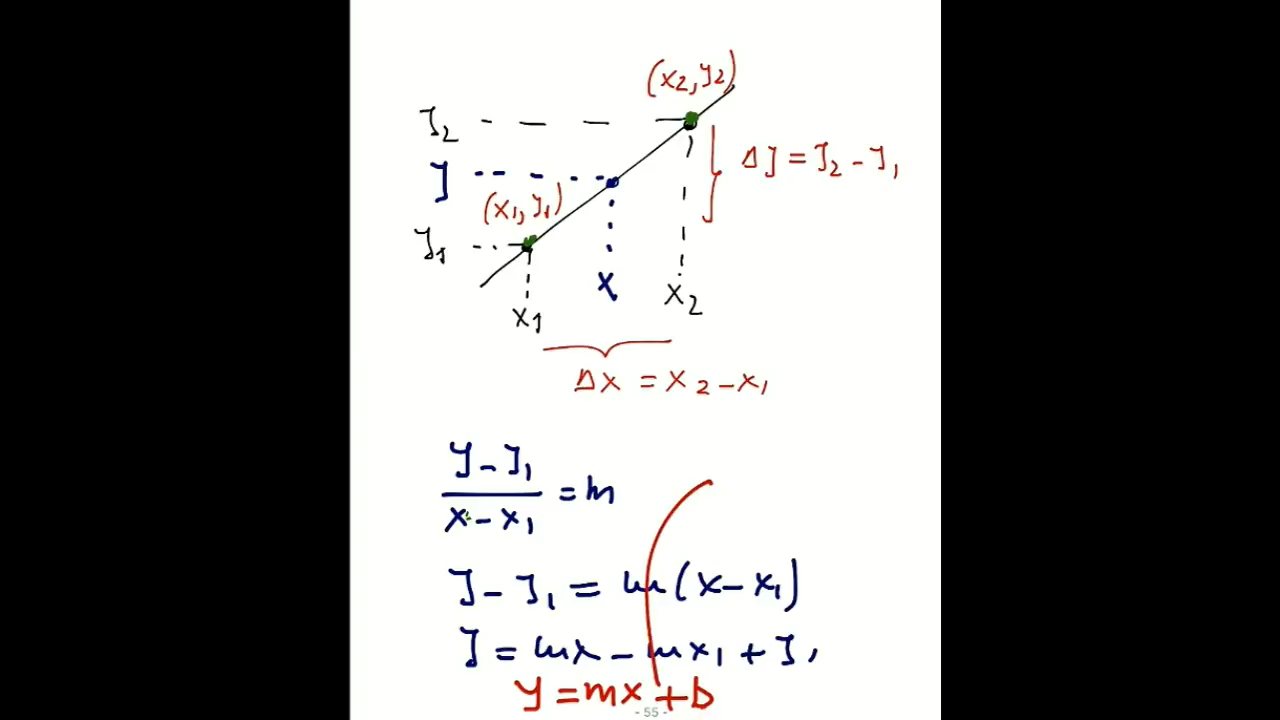 (x2, y2)
y2
Δy = y2 - y1
y
(x1, y1)
y1
x
x2
x1
Δx = x2 - x1
y - y1
x - x1
= m
y - y1 = m(x - x1)
y = mx - mx1 + y1
y = mx + b
- 55 -